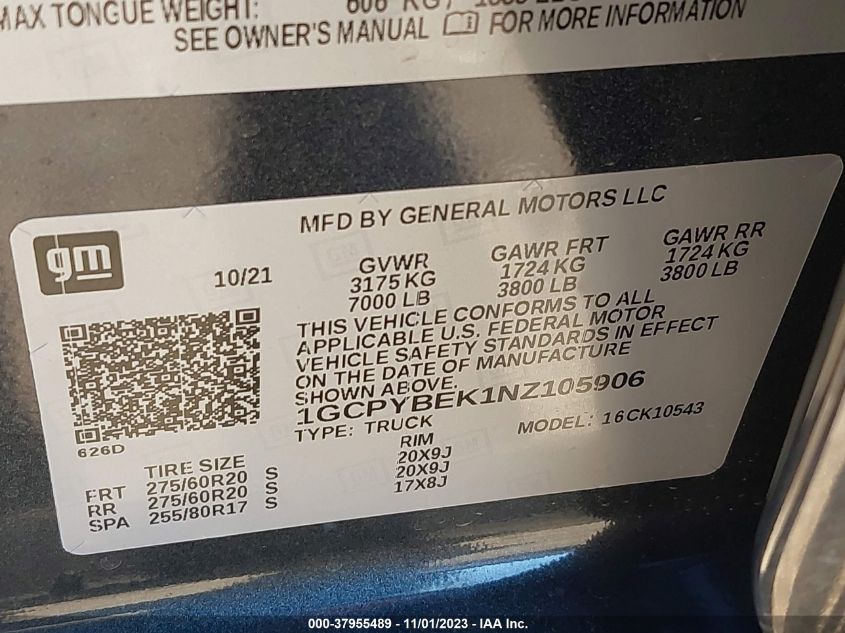 MAX TONGUE WEIGHT: 606 KG
SEE OWNER'S MANUAL FOR MORE INFORMATION
gm
MFD BY GENERAL MOTORS LLC
10/21
GVWR
3175 KG
7000 LB
GAWR FRT
1724 KG
3800 LB
GAWR RR
1724 KG
3800 LB
THIS VEHICLE CONFORMS TO ALL
APPLICABLE U.S. FEDERAL MOTOR
VEHICLE SAFETY STANDARDS IN EFFECT
ON THE DATE OF MANUFACTURE
SHOWN ABOVE.
1GCPYBEK1NZ105906
TYPE: TRUCK MODEL: 16CK10543
626D
TIRE SIZE RIM
FRT 275/60R20 S 20X9J
RR 275/60R20 S 20X9J
SPA 255/80R17 S 17X8J
000-37955489 - 11/01/2023 - IAA Inc.